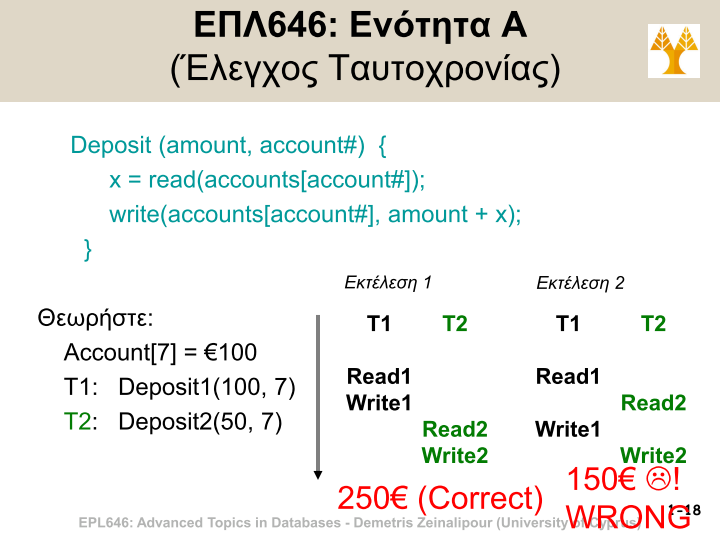 ΕΠΛ646: Ενότητα Α
(Έλεγχος Ταυτοχρονίας)
Deposit (amount, account#) {
x = read(accounts[account#]);
write(accounts[account#], amount + x);
}
Θεωρήστε:
Account[7] = €100
T1: Deposit1(100, 7)
T2: Deposit2(50, 7)
Εκτέλεση 1
T1 T2
Read1
Write1
Read2
Write2
250€ (Correct)
Εκτέλεση 2
T1 T2
Read1
Read2
Write1
Write2
150€ ☹!
WRONG
EPL646: Advanced Topics in Databases - Demetris Zeinalipour (University of Cyprus)
1-18